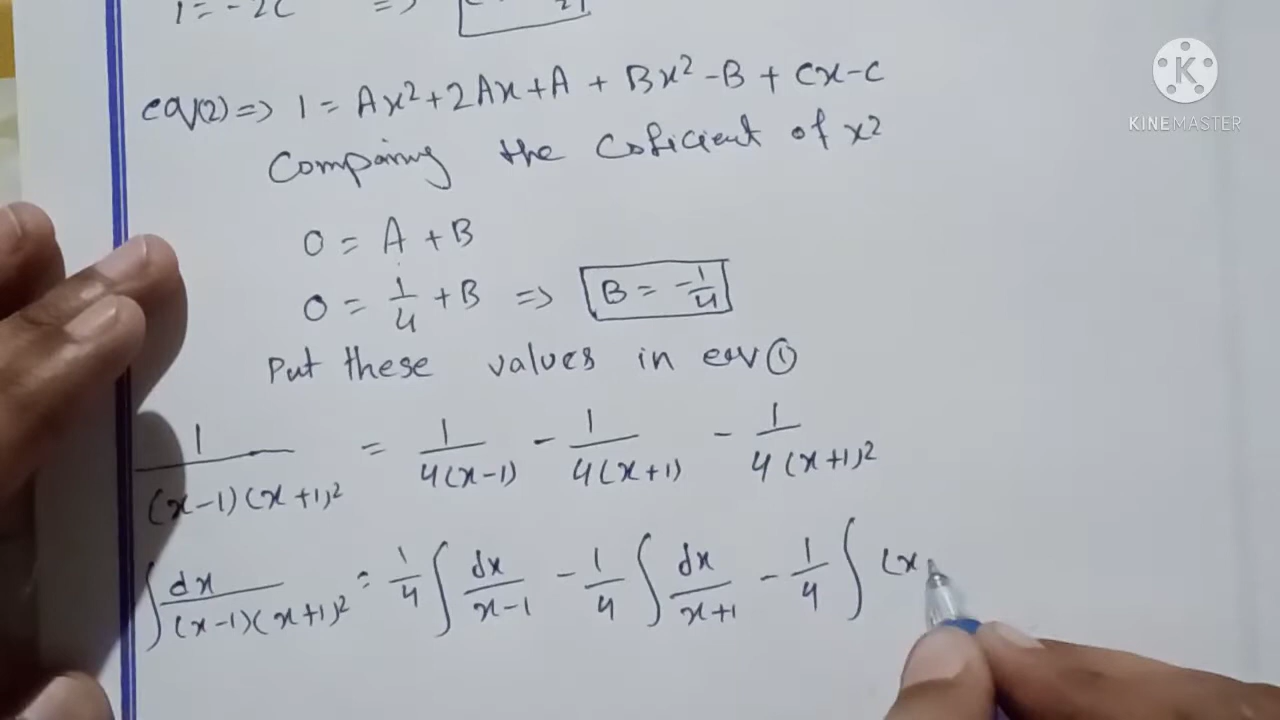 1 = -2C =>
eqv(2) => 1 = Ax² + 2Ax + A + Bx² - B + Cx - C
KINEMASTER
Comparing the Coficient of x²
0 = A + B
0 = 1/4 + B => B = -1/4
Put these values in eqv ①
1/((x-1)(x+1)²) = 1/(4(x-1)) - 1/(4(x+1)) - 1/(4(x+1)²)
∫ dx/((x-1)(x+1)²) = 1/4 ∫ dx/(x-1) - 1/4 ∫ dx/(x+1) - 1/4 ∫ (x